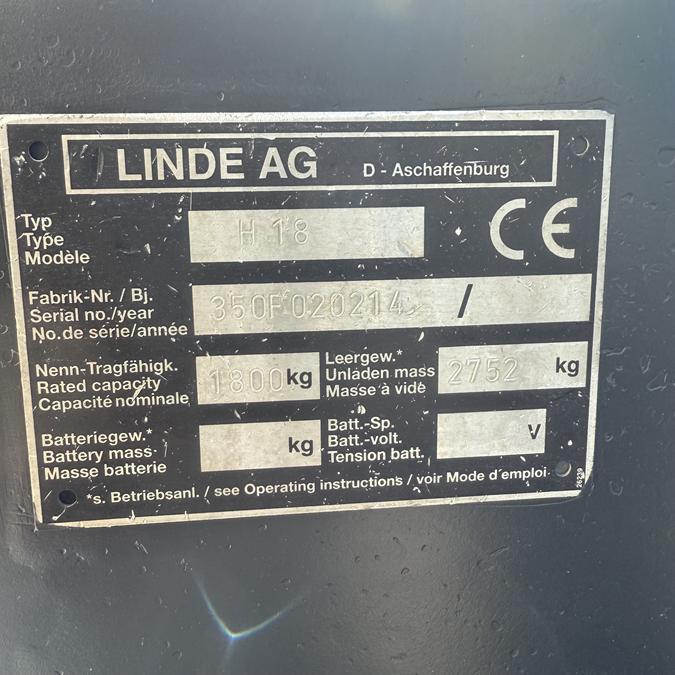 LINDE AG D - Aschaffenburg
Typ
Type
Modèle
H 18
CE
Fabrik-Nr. / Bj.
Serial no./year
No.de série/année
350F020214 /
Nenn-Tragfähigk.
Rated capacity
Capacité nominale
1800 kg
Leergew.*
Unladen mass
Masse à vide
2752 kg
Batteriegew.*
Battery mass
Masse batterie
kg
Batt.-Sp.
Batt.-volt.
Tension batt.
V
*s. Betriebsanl. / see Operating instructions / voir Mode d'emploi
26239